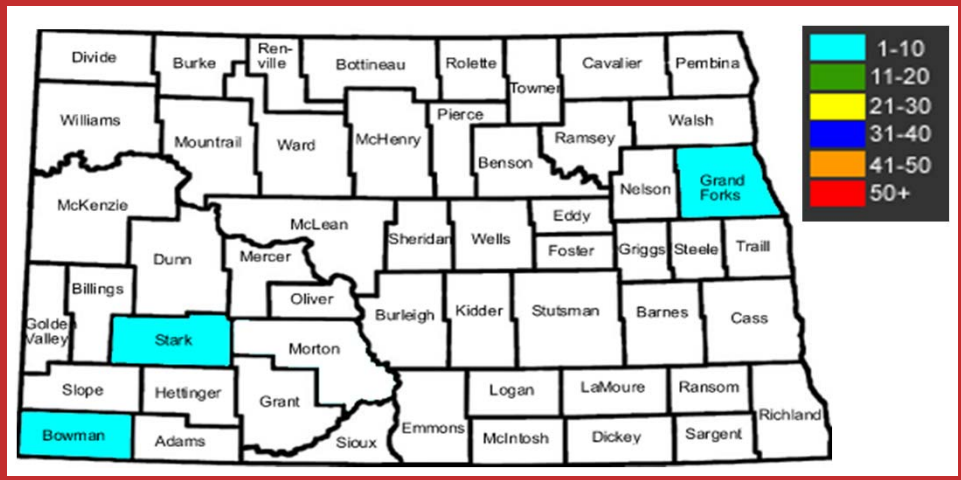 Divide
Burke
Ren-
ville
Bottineau
Rolette
Towner
Cavalier
Pembina
Williams
Mountrail
Ward
McHenry
Pierce
Benson
Ramsey
Walsh
McKenzie
Nelson
Grand
Forks
McLean
Sheridan
Wells
Eddy
Foster
Griggs
Steele
Traill
Dunn
Mercer
Oliver
Billings
Golde
Valley
Stark
Morton
Burleigh
Kidder
Stutsman
Barnes
Cass
Slope
Hettinger
Grant
Bowman
Adams
Sioux
Emmons
Logan
LaMoure
Ransom
Richland
McIntosh
Dickey
Sargent
1-10
11-20
21-30
31-40
41-50
50+